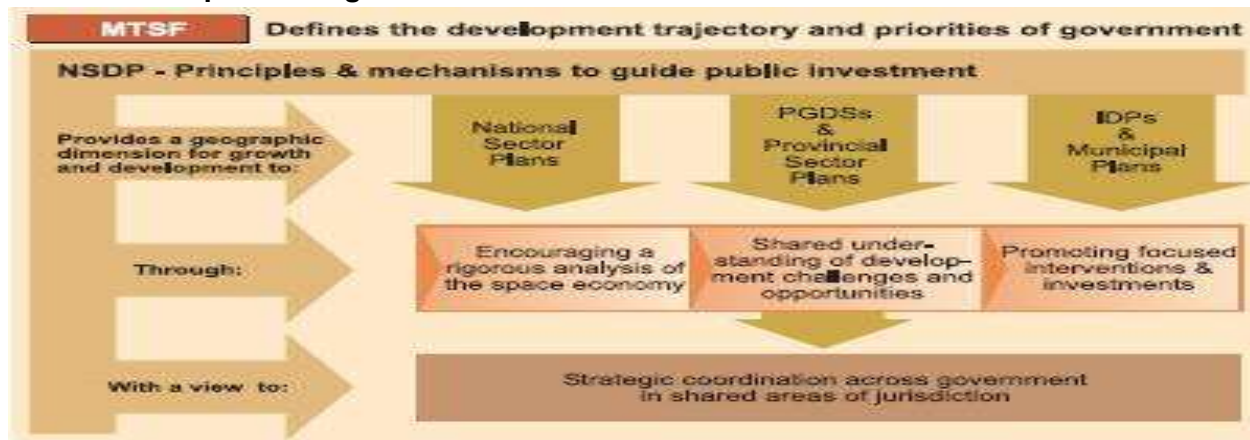 MTSF Defines the development trajectory and priorities of government
NSDP - Principles & mechanisms to guide public investment
Provides a geographic
dimension for growth
and development to:
National
Sector
Plans
PGDSs
&
Provincial
Sector
Plans
IDPs
&
Municipal
Plans
Through:
Encouraging a
rigorous analysis of
the space economy
Shared under-
standing of develop-
ment challenges and
opportunities
Promoting focused
interventions &
investments
With a view to:
Strategic coordination across government
in shared areas of jurisdiction